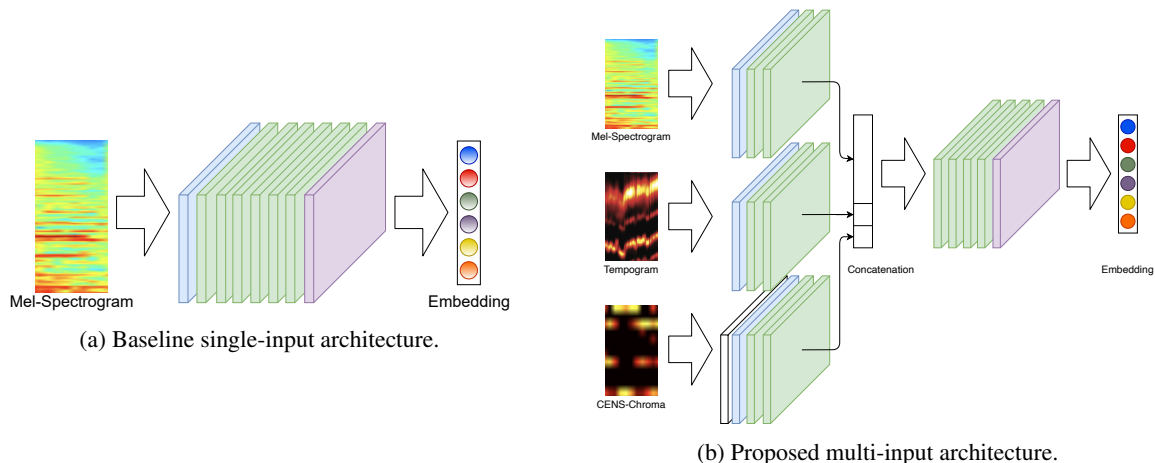 Mel-Spectrogram
Embedding
(a) Baseline single-input architecture.
Mel-Spectrogram
Tempogram
CENS-Chroma
Concatenation
Embedding
(b) Proposed multi-input architecture.